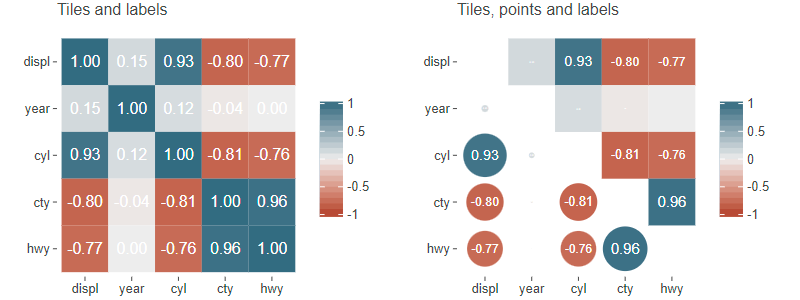 Tiles and labels
displ 1.00 0.15 0.93 -0.80 -0.77
year 0.15 1.00 0.12 -0.04 0.00
cyl 0.93 0.12 1.00 -0.81 -0.76
cty -0.80 -0.04 -0.81 1.00 0.96
hwy -0.77 0.00 -0.76 0.96 1.00
displ year cyl cty hwy
1
0.5
0
-0.5
-1
Tiles, points and labels
displ 0.93 -0.80 -0.77
year
cyl 0.93 -0.81 -0.76
cty -0.80 -0.81 0.96
hwy -0.77 -0.76 0.96
displ year cyl cty hwy
1
0.5
0
-0.5
-1